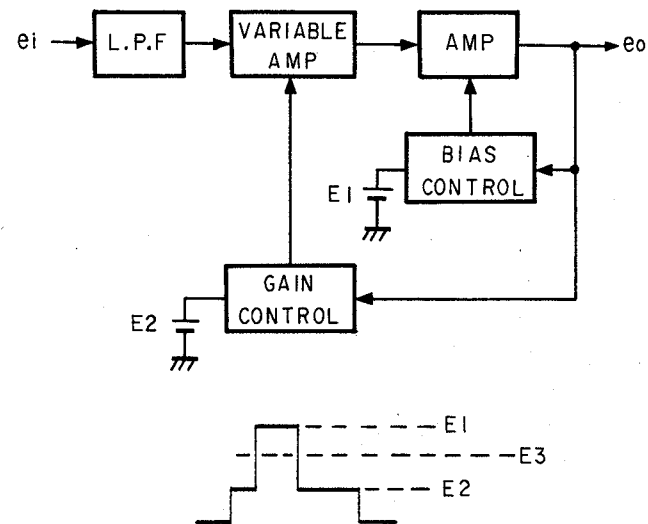 ei
L.P.F
VARIABLE
AMP
AMP
eo
BIAS
CONTROL
E1
GAIN
CONTROL
E2
E1
E3
E2